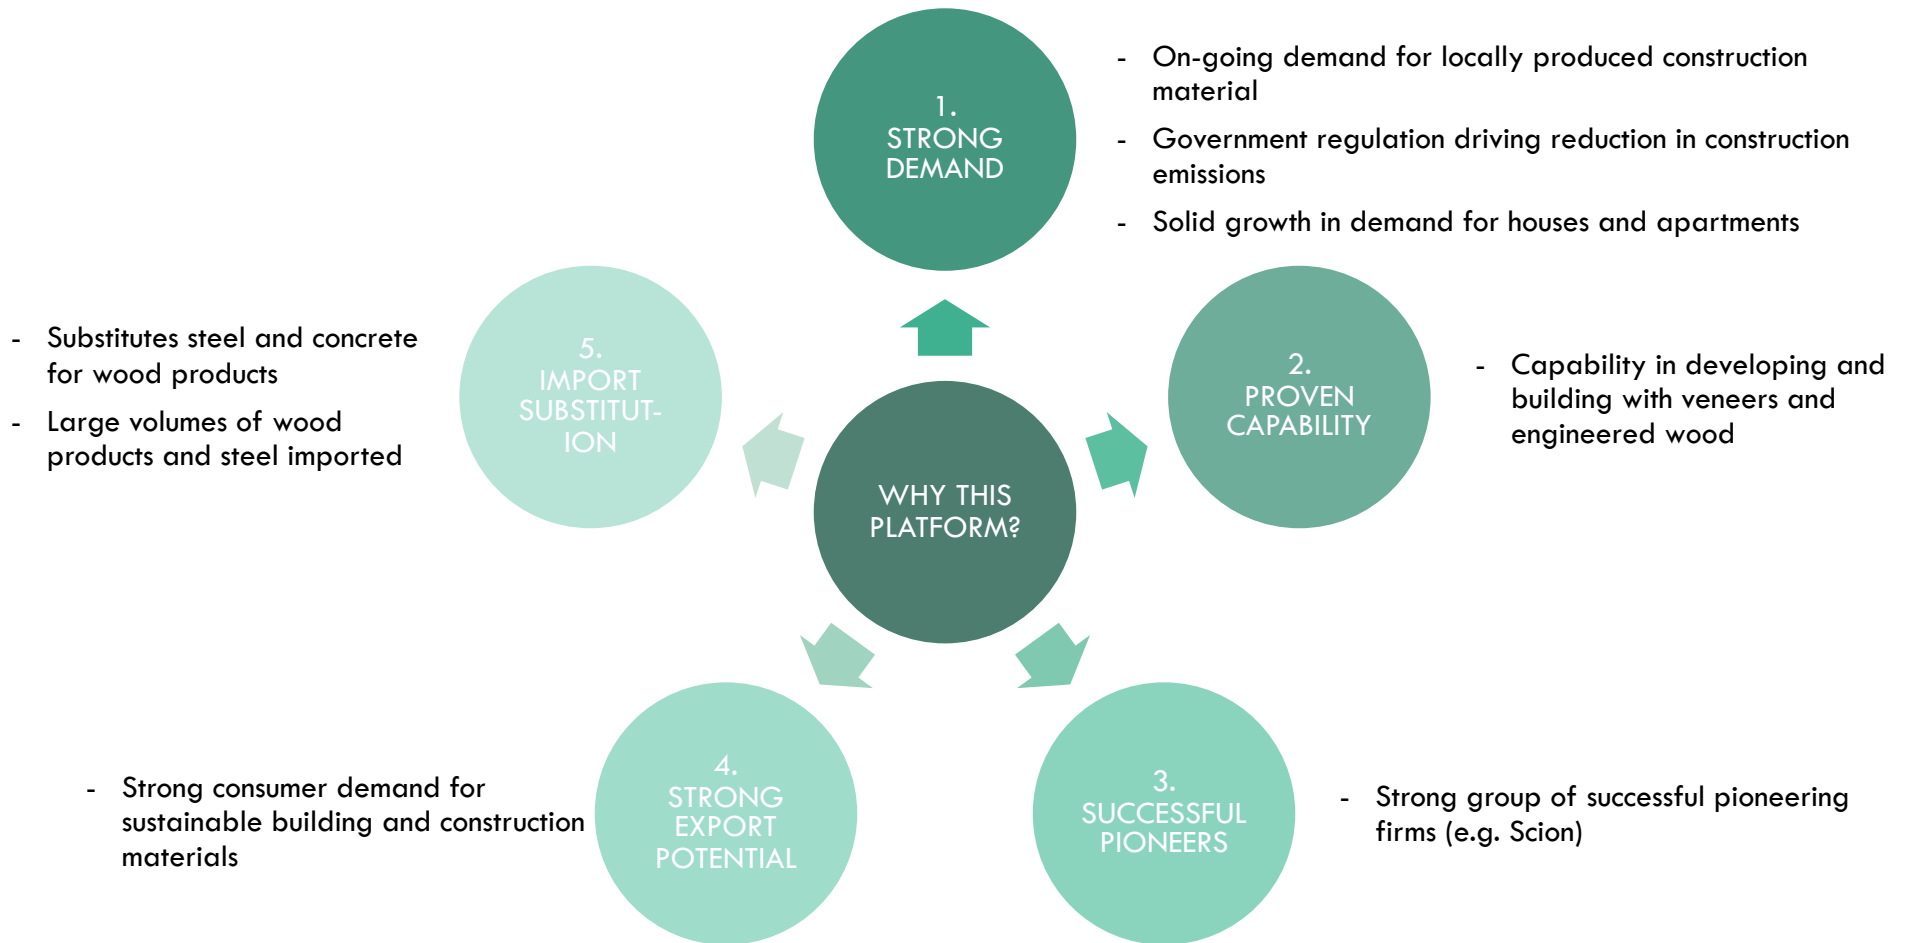 1.
STRONG
DEMAND
- On-going demand for locally produced construction
material
- Government regulation driving reduction in construction
emissions
- Solid growth in demand for houses and apartments
2.
PROVEN
CAPABILITY
- Capability in developing and
building with veneers and
engineered wood
3.
SUCCESSFUL
PIONEERS
- Strong group of successful pioneering
firms (e.g. Scion)
4.
STRONG
EXPORT
POTENTIAL
- Strong consumer demand for
sustainable building and construction
materials
5.
IMPORT
SUBSTITUT-
ION
- Substitutes steel and concrete
for wood products
- Large volumes of wood
products and steel imported
WHY THIS
PLATFORM?